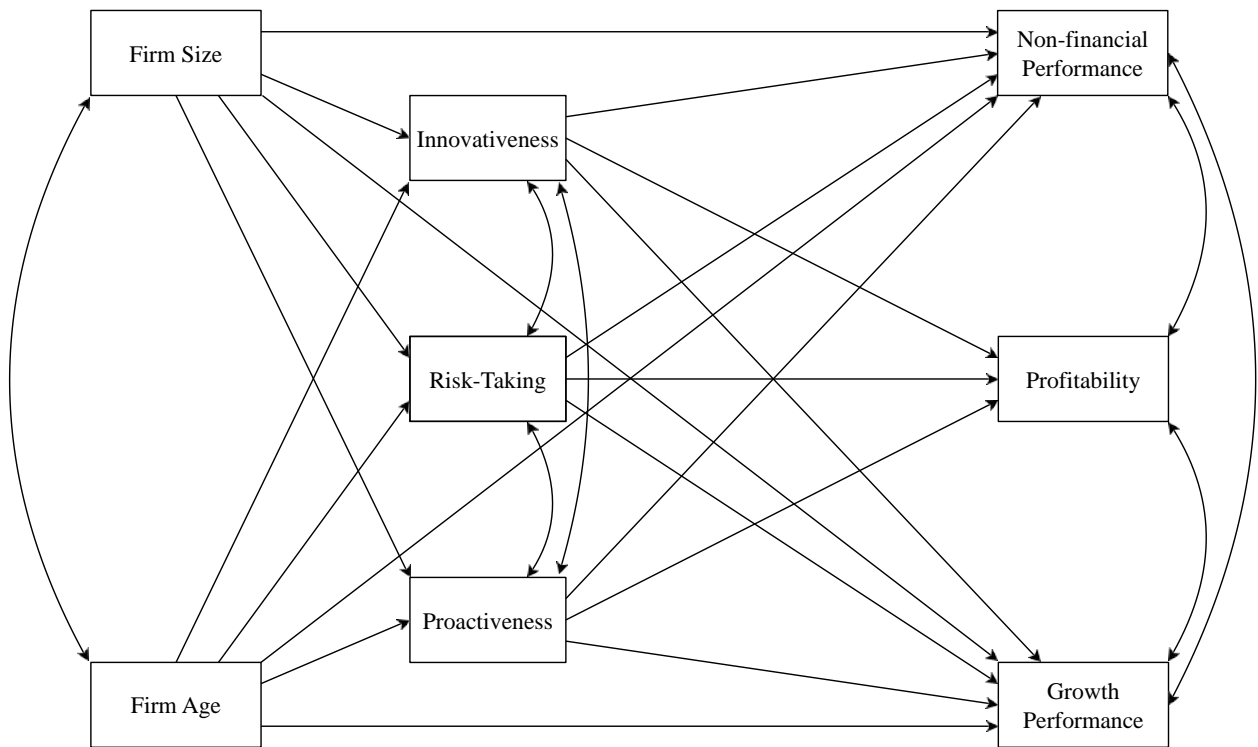 Firm Size
Non-financial
Performance
Innovativeness
Risk-Taking
Profitability
Proactiveness
Firm Age
Growth
Performance